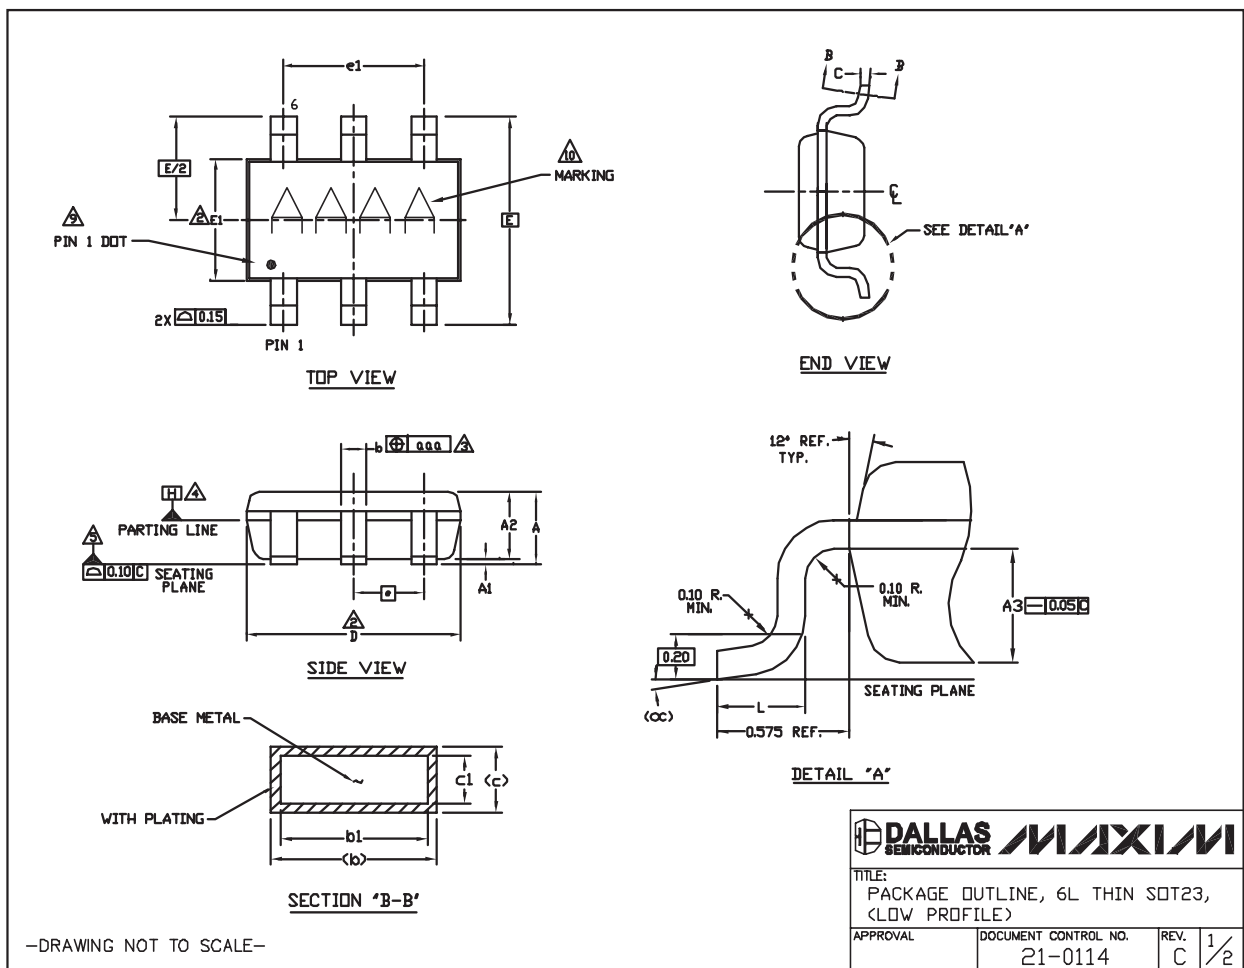 e1
6
E/2
2
E1
10
MARKING
E
9
PIN 1 DOT
2X 0.15
PIN 1
TOP VIEW
B
C
B
CL
SEE DETAIL "A"
END VIEW
b
aaa
3
H
4
PARTING LINE
5
0.10 C
SEATING
PLANE
A2
A
A1
e
2
D
SIDE VIEW
12° REF.
TYP.
0.10 R.
MIN.
0.10 R.
MIN.
A3
0.05 C
0.20
SEATING PLANE
L
0.575 REF.
DETAIL "A"
BASE METAL
c1
(c)
WITH PLATING
b1
(b)
SECTION "B-B"
-DRAWING NOT TO SCALE-
DALLAS
SEMICONDUCTOR
MAXIM
TITLE:
PACKAGE OUTLINE, 6L THIN SOT23,
(LOW PROFILE)
APPROVAL
DOCUMENT CONTROL NO.
21-0114
REV.
C
1/2